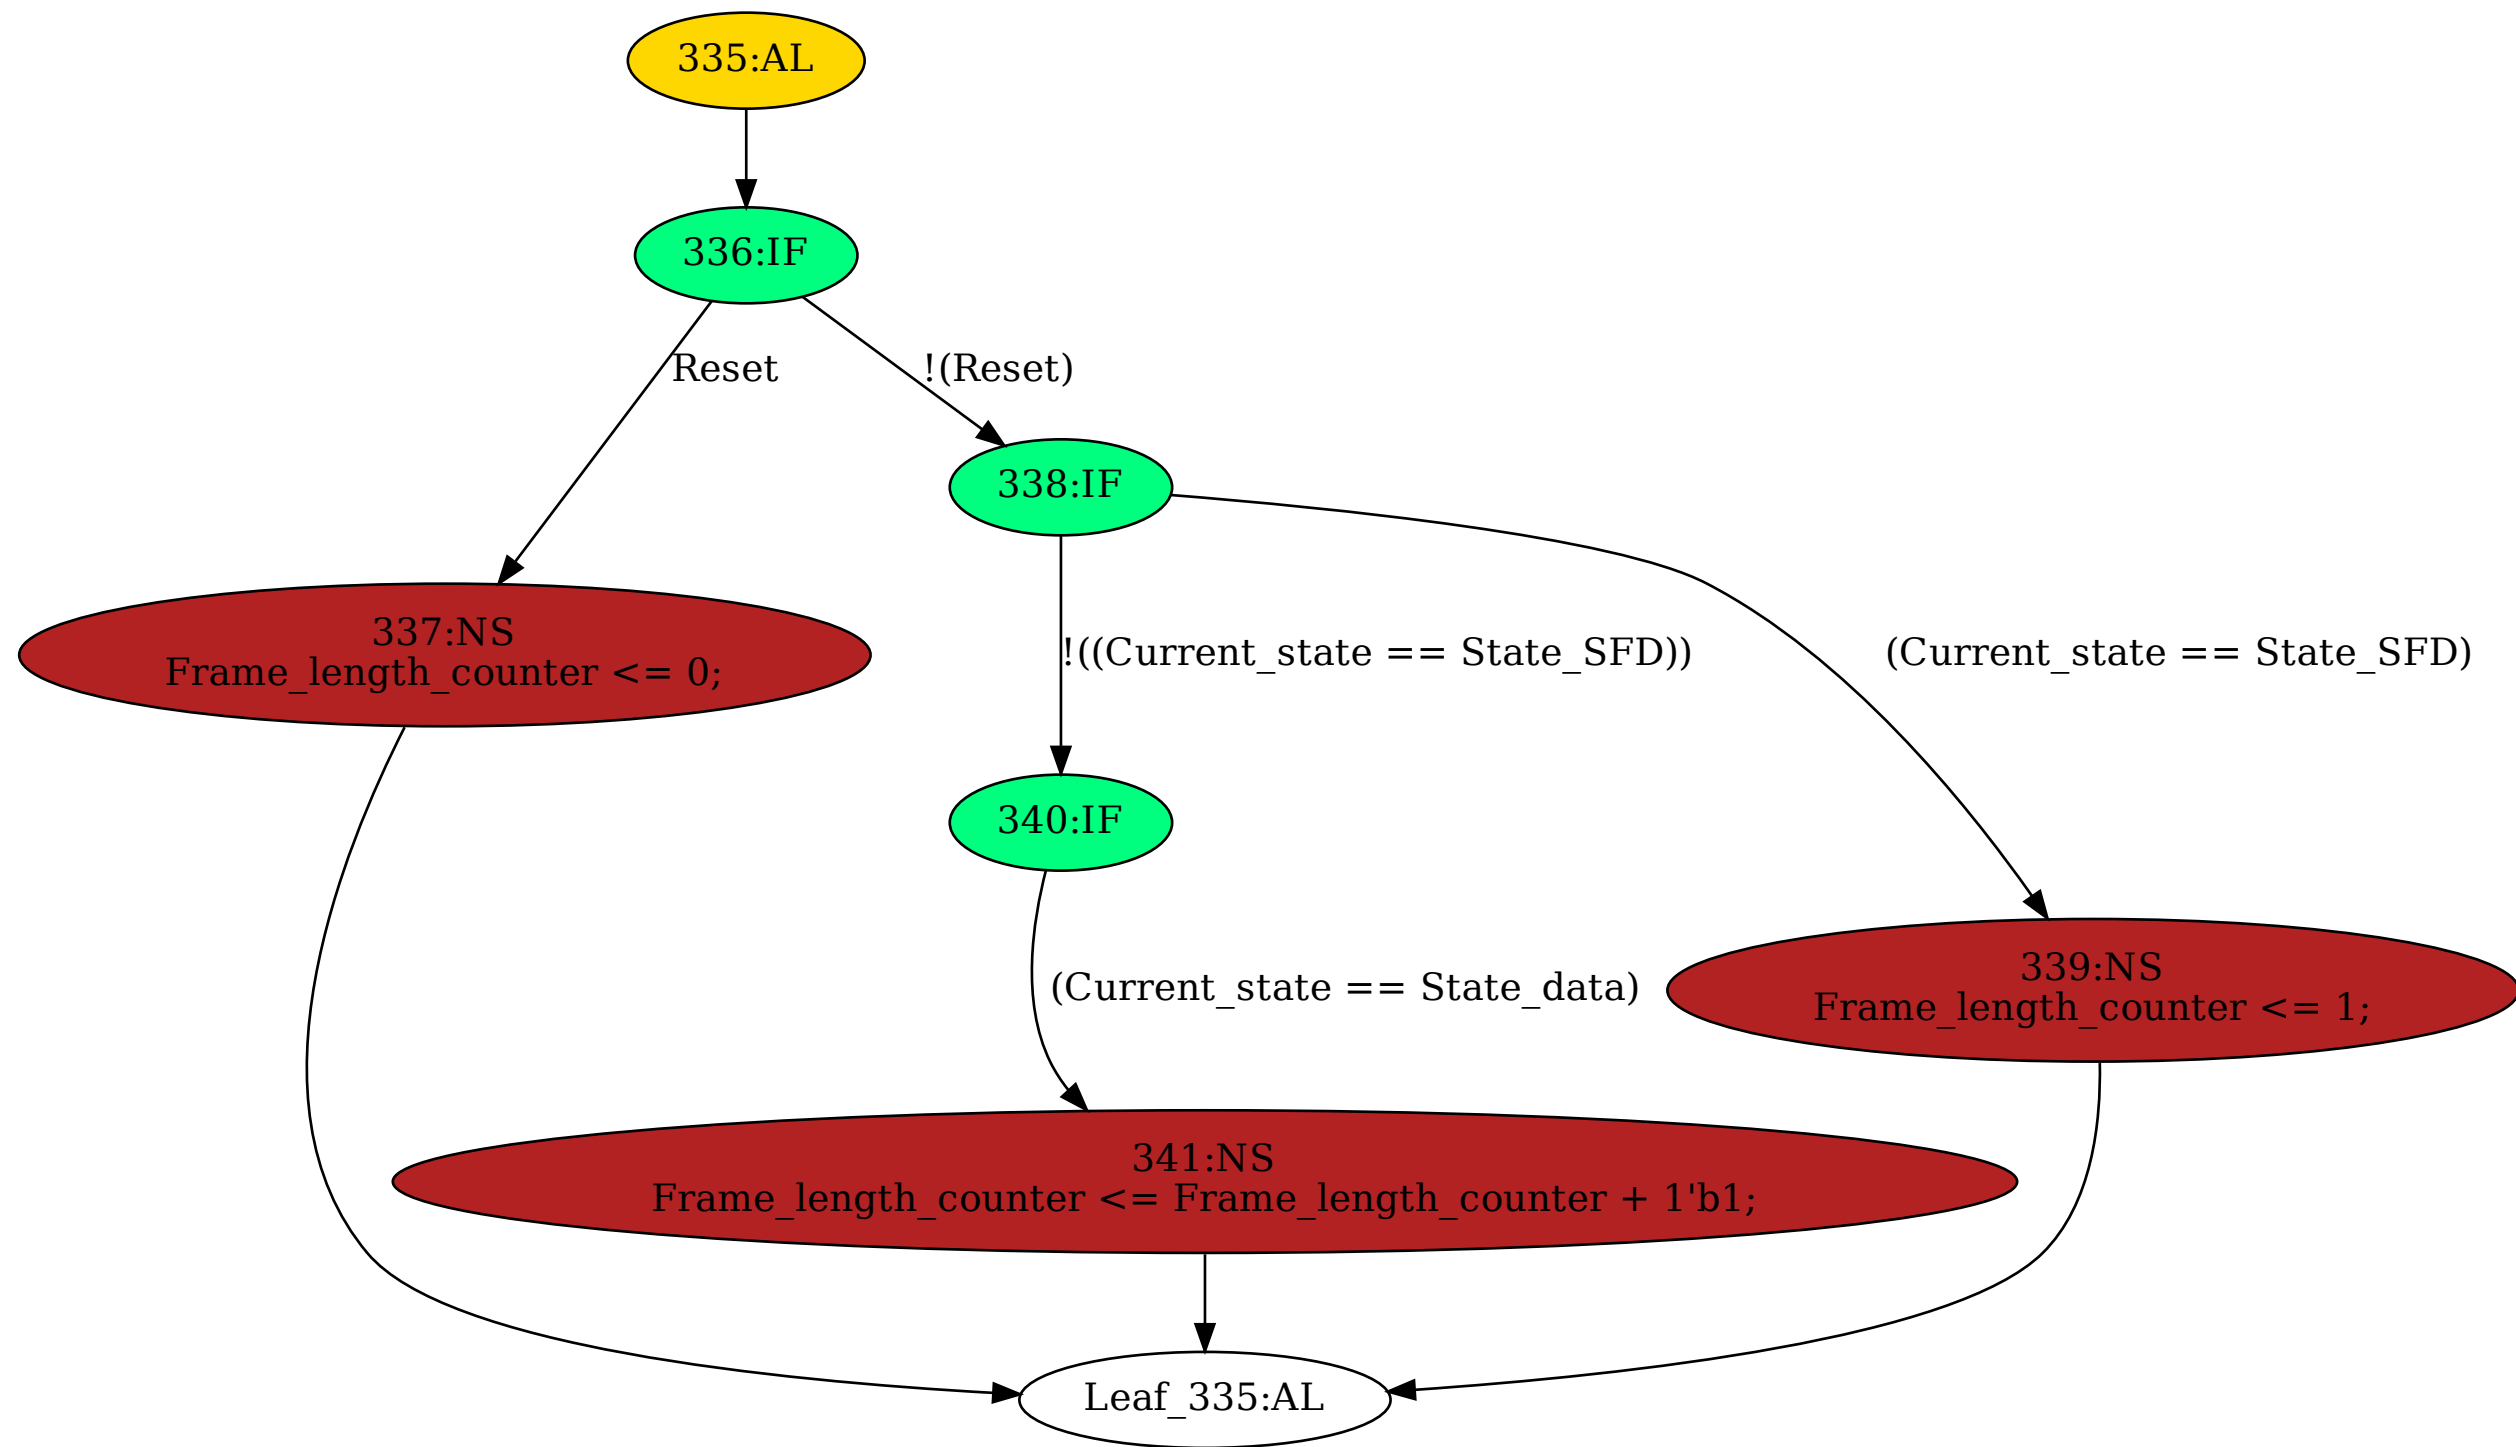 335:AL
336:IF
Reset
!(Reset)
338:IF
337:NS
Frame_length_counter <= 0;
!((Current_state == State_SFD))
(Current_state == State_SFD)
340:IF
339:NS
Frame_length_counter <= 1;
(Current_state == State_data)
341:NS
Frame_length_counter <= Frame_length_counter + 1'b1;
Leaf_335:AL